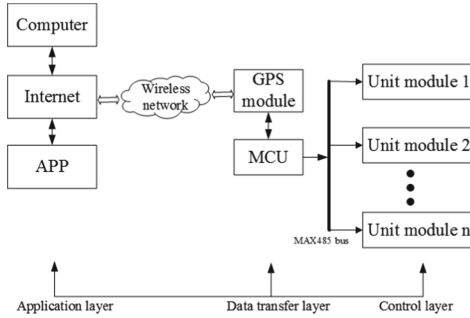 Computer
Internet
APP
Wireless
network
GPS
module
MCU
MAX485 bus
Unit module 1
Unit module 2
Unit module n
Application layer
Data transfer layer
Control layer